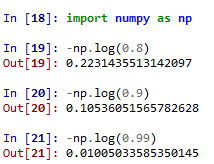 In [18]: import numpy as np
In [19]: -np.log(0.8)
Out[19]: 0.2231435513142097
In [20]: -np.log(0.9)
Out[20]: 0.10536051565782628
In [21]: -np.log(0.99)
Out[21]: 0.01005033585350145